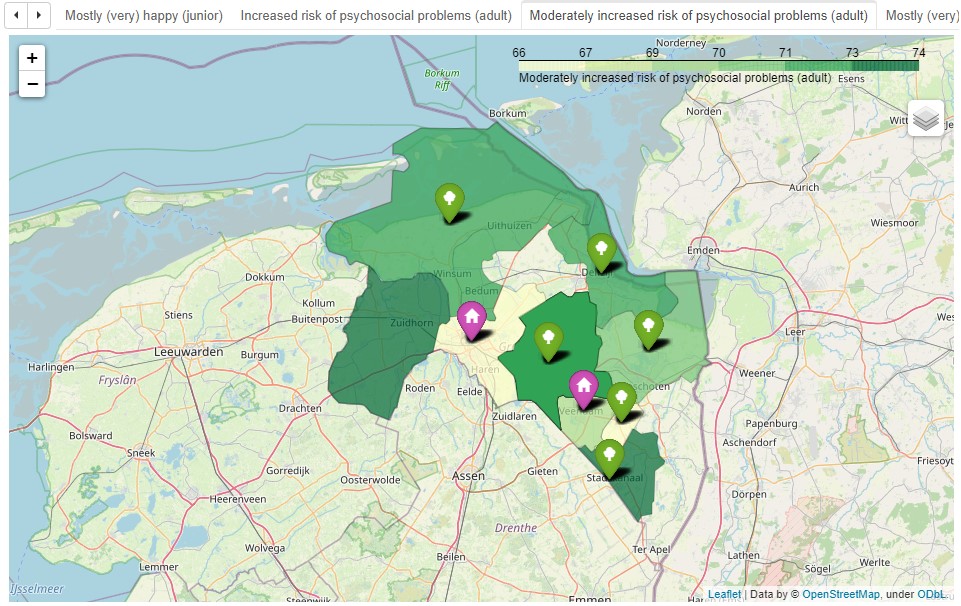 Mostly (very) happy (junior) Increased risk of psychosocial problems (adult) Moderately increased risk of psychosocial problems (adult) Mostly (very)
+
−
66 67 69 70 71 73 74
Moderately increased risk of psychosocial problems (adult)
Norderney
Esens
Borkum
Riff
Borkum
Norden
Aurich
Wiesmoor
Uithuizen
Emden
Dokkum
Winsum
Bedum
Kollum
Stiens
Buitenpost
Zuidhorn
Leer
Leeuwarden
Burgum
Harlingen
Haren
Weener
Fryslân
Roden
Eelde
Drachten
Zuidlaren
Veendam
Papenburg
Bolsward
Aschendorf
Sneek
Friesoyt
Gorredijk
Oosterwolde
Assen
Gieten
Stadskanaal
Heerenveen
Dörpen
Drenthe
Wolvega
Beilen
Ter Apel
Lathen
Lemmer
Sögel
Werlte
IJsselmeer
Steenwijk
Emmen
Leaflet | Data by © OpenStreetMap, under ODbL.